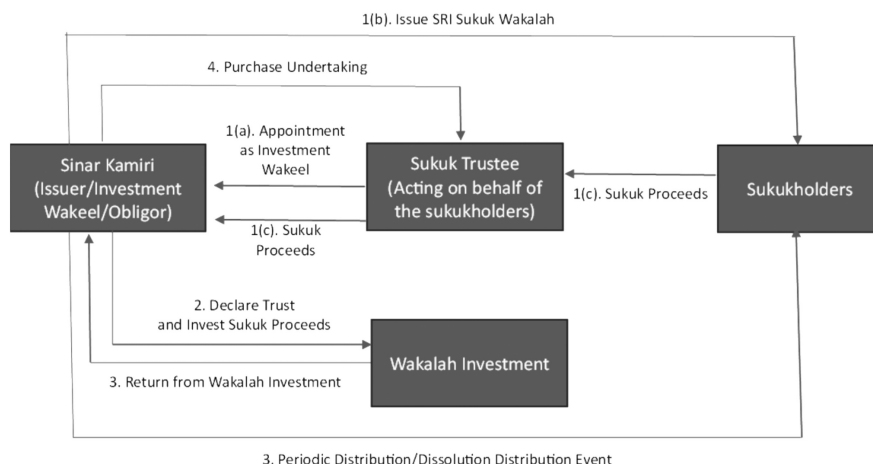 1(b). Issue SRI Sukuk Wakalah
4. Purchase Undertaking
1(a). Appointment
as Investment
Wakeel
Sinar Kamiri
(Issuer/Investment
Wakeel/Obligor)
Sukuk Trustee
(Acting on behalf of
the sukukholders)
1(c). Sukuk Proceeds
Sukukholders
1(c). Sukuk
Proceeds
2. Declare Trust
and Invest Sukuk Proceeds
Wakalah Investment
3. Return from Wakalah Investment
3. Periodic Distribution/Dissolution Distribution Event